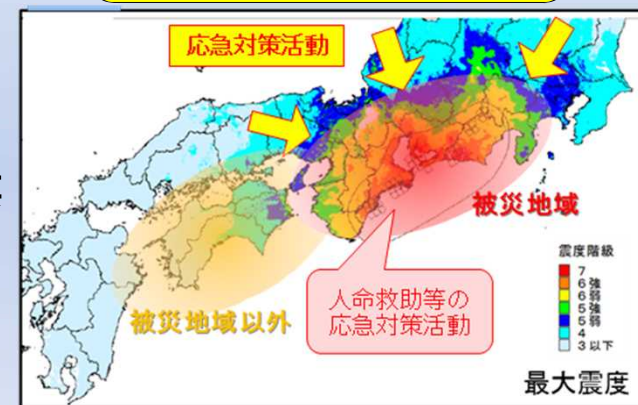 応急対策活動
被災地域
被災地域以外
人命救助等の
応急対策活動
震度階級
7
6強
6弱
5強
5弱
4
3以下
最大震度